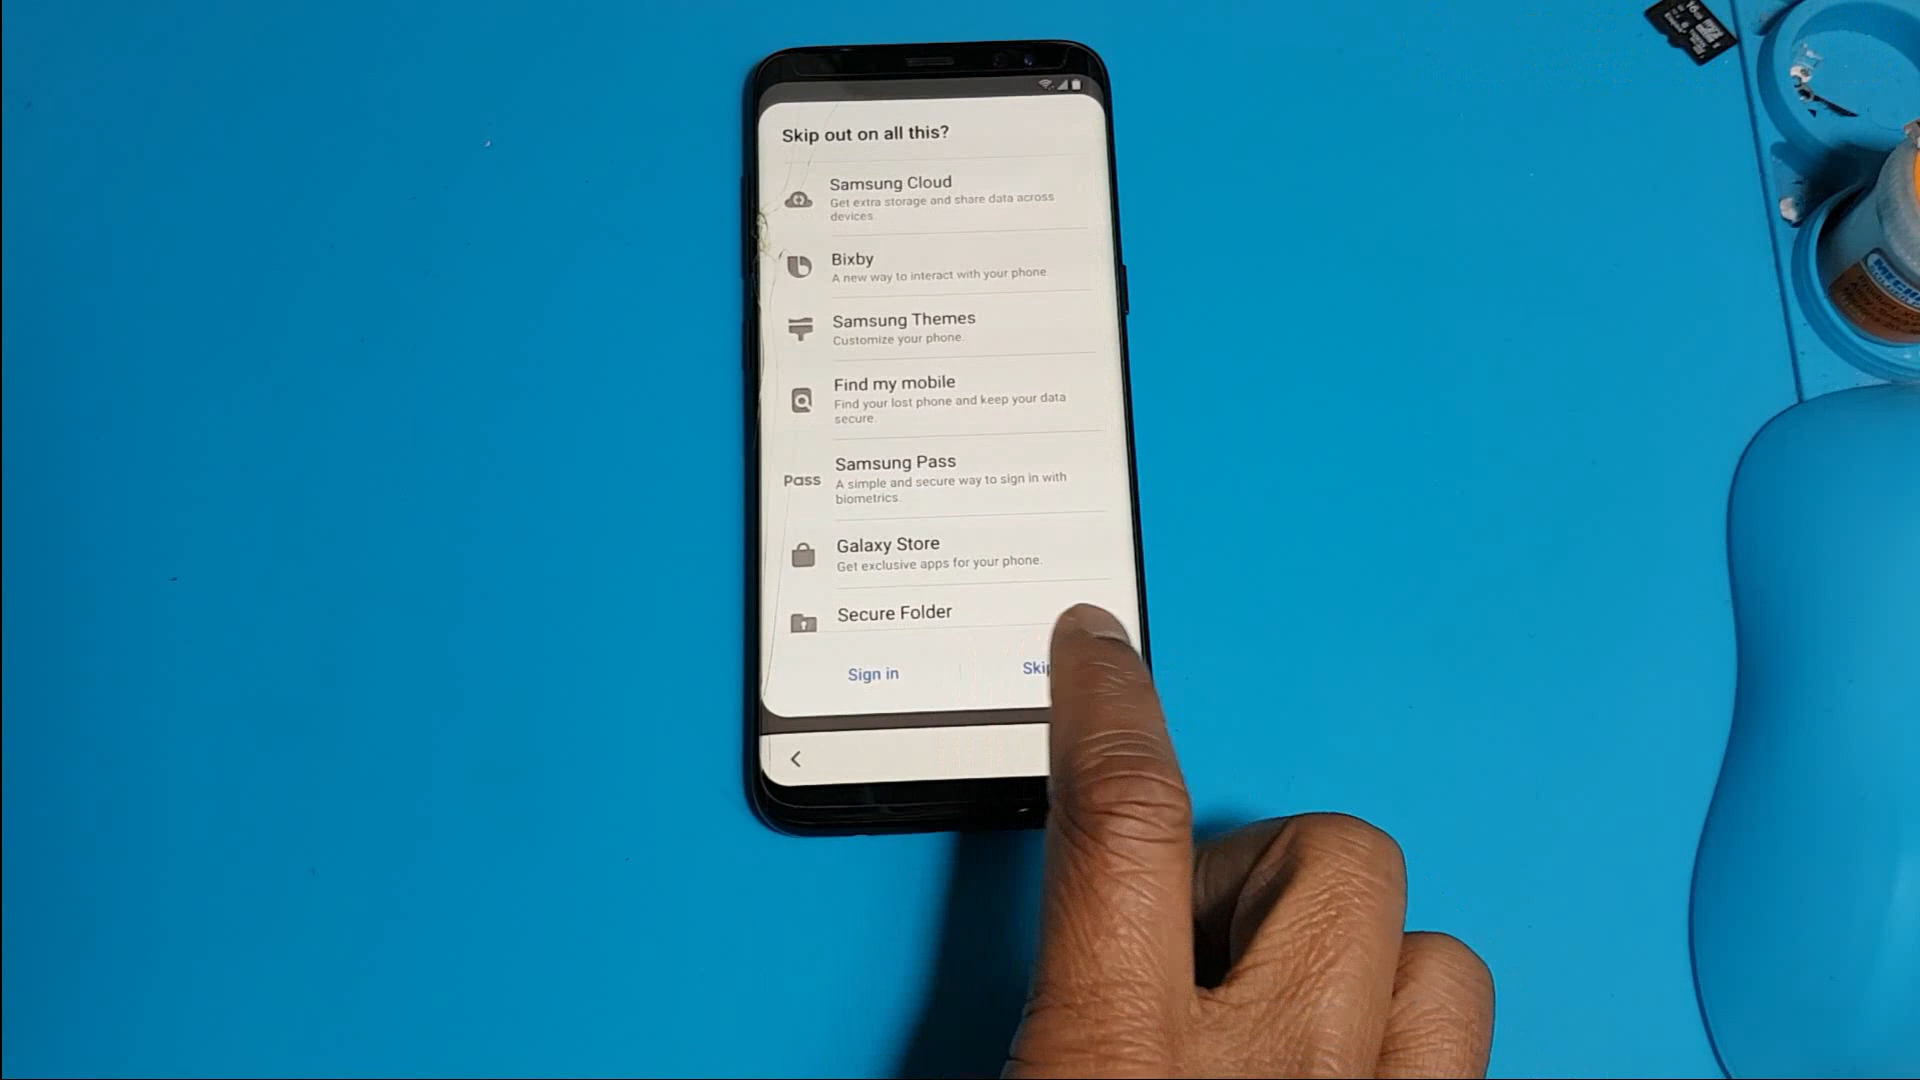 Skip out on all this?
Samsung Cloud
Get extra storage and share data across
devices.
Bixby
A new way to interact with your phone.
Samsung Themes
Customize your phone.
Find my mobile
Find your lost phone and keep your data
secure.
Pass
Samsung Pass
A simple and secure way to sign in with
biometrics.
Galaxy Store
Get exclusive apps for your phone.
Secure Folder
Sign in
Skip
16